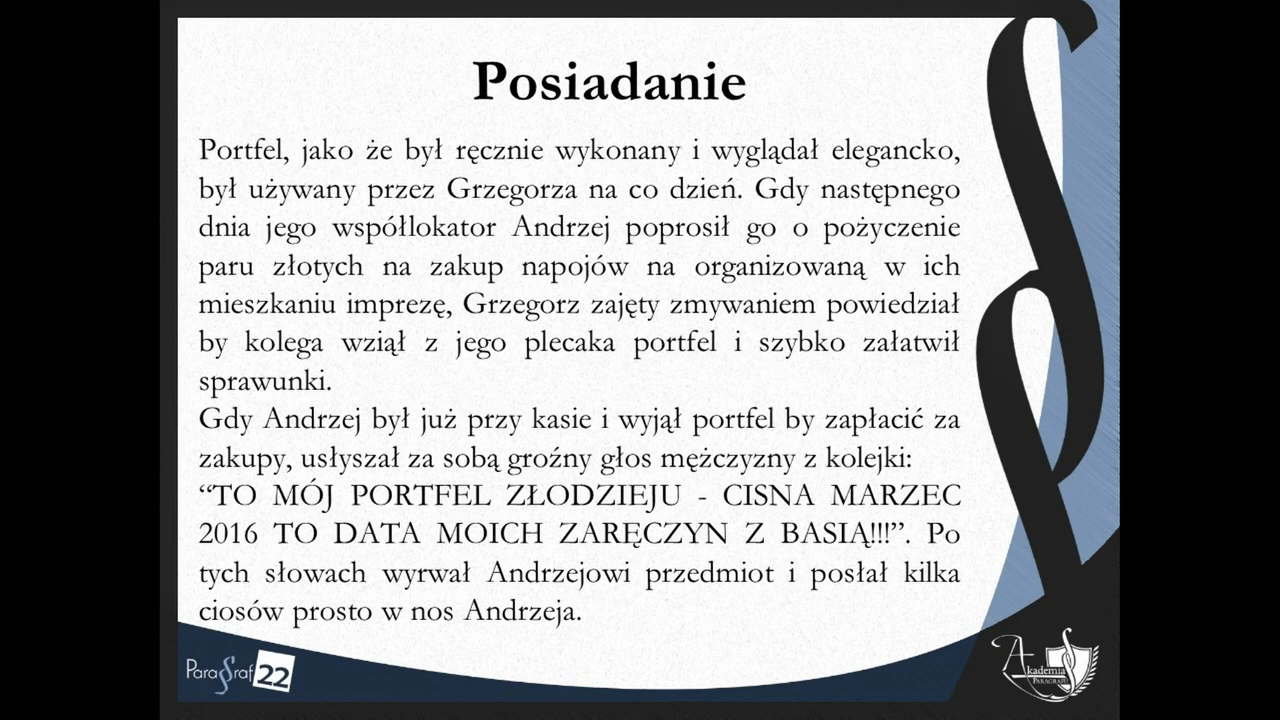 Posiadanie
Portfel, jako że był ręcznie wykonany i wyglądał elegancko,
był używany przez Grzegorza na co dzień. Gdy następnego
dnia jego współlokator Andrzej poprosił go o pożyczenie
paru złotych na zakup napojów na organizowaną w ich
mieszkaniu imprezę, Grzegorz zajęty zmywaniem powiedział
by kolega wziął z jego plecaka portfel i szybko załatwił
sprawunki.
Gdy Andrzej był już przy kasie i wyjął portfel by zapłacić za
zakupy, usłyszał za sobą groźny głos mężczyzny z kolejki:
“TO MÓJ PORTFEL ZŁODZIEJU - CISNA MARZEC
2016 TO DATA MOICH ZARĘCZYN Z BASIĄ!!!”. Po
tych słowach wyrwał Andrzejowi przedmiot i posłał kilka
ciosów prosto w nos Andrzeja.
Para§raf 22
Akademia
PARAGRAFU